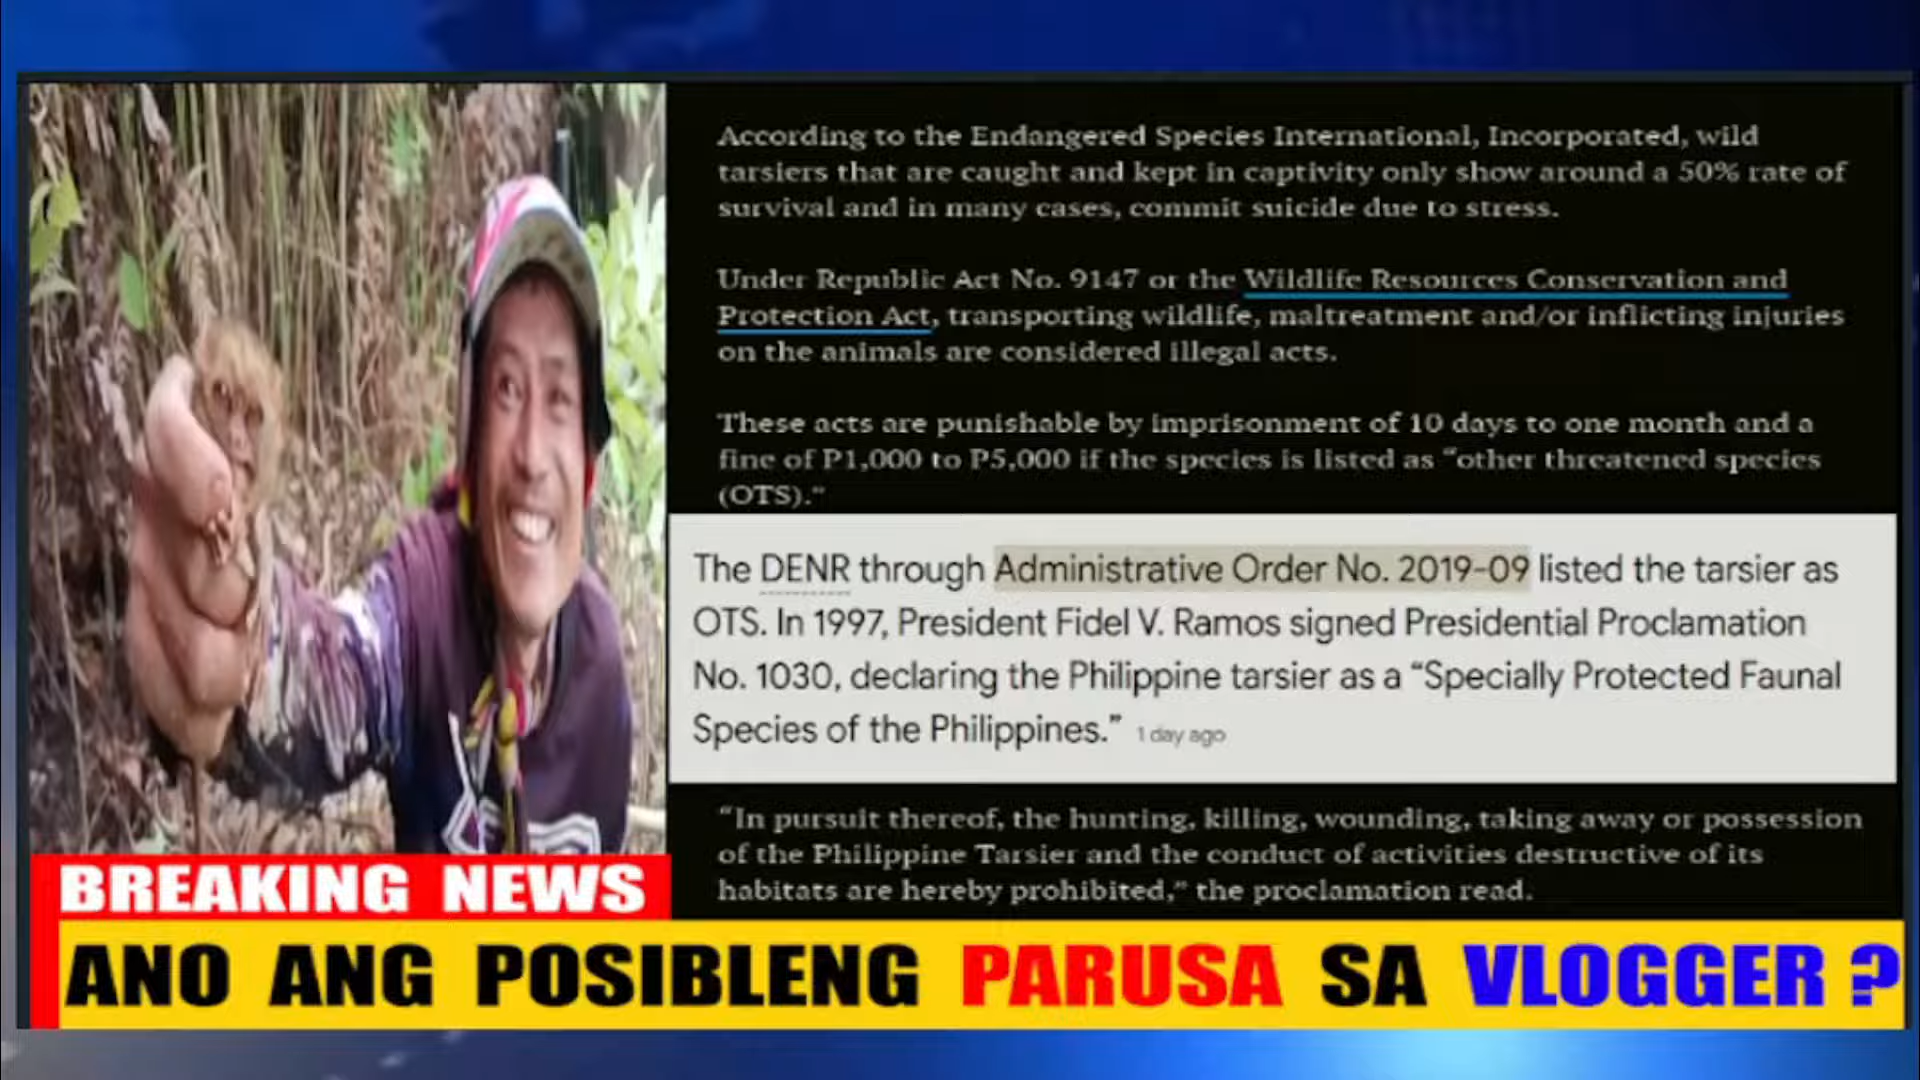 According to the Endangered Species International, Incorporated, wild
tarsiers that are caught and kept in captivity only show around a 50% rate of
survival and in many cases, commit suicide due to stress.
Under Republic Act No. 9147 or the Wildlife Resources Conservation and
Protection Act, transporting wildlife, maltreatment and/or inflicting injuries
on the animals are considered illegal acts.
These acts are punishable by imprisonment of 10 days to one month and a
fine of P1,000 to P5,000 if the species is listed as “other threatened species
(OTS).”
The DENR through Administrative Order No. 2019-09 listed the tarsier as
OTS. In 1997, President Fidel V. Ramos signed Presidential Proclamation
No. 1030, declaring the Philippine tarsier as a “Specially Protected Faunal
Species of the Philippines.” 1 day ago
“In pursuit thereof, the hunting, killing, wounding, taking away or possession
of the Philippine Tarsier and the conduct of activities destructive of its
habitats are hereby prohibited,” the proclamation read.
BREAKING NEWS
ANO ANG POSIBLENG PARUSA SA VLOGGER ?